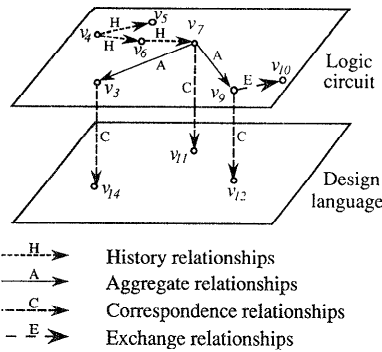 H v5
v4 H v6 H v7
A A v10
v3 C v9 E
Logic
circuit
C C
v11
v14 v12
Design
language
H History relationships
A Aggregate relationships
C Correspondence relationships
E Exchange relationships